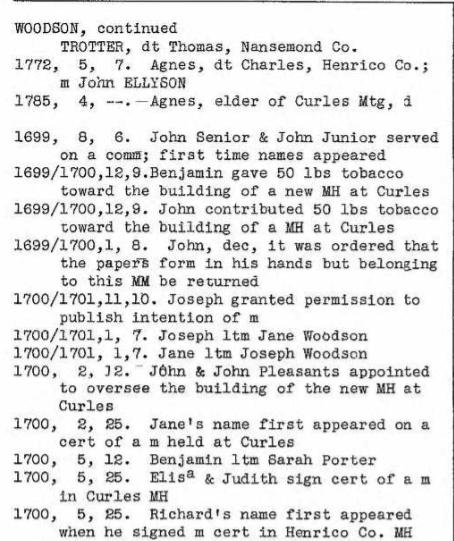 WOODSON, continued
TROTTER, dt Thomas, Nansemond Co.
1772, 5, 7. Agnes, dt Charles, Henrico Co.;
m John ELLYSON
1785, 4, --.—Agnes, elder of Curles Mtg, d
1699, 8, 6. John Senior & John Junior served
on a comm; first time names appeared
1699/1700,12,9.Benjamin gave 50 lbs tobacco
toward the building of a new MH at Curles
1699/1700,12,9. John contributed 50 lbs tobacco
toward the building of a MH at Curles
1699/1700,1, 8. John, dec, it was ordered that
the papers form in his hands but belonging
to this MM be returned
1700/1701,11,10. Joseph granted permission to
publish intention of m
1700/1701,1, 7. Joseph ltm Jane Woodson
1700/1701, 1,7. Jane ltm Joseph Woodson
1700, 2, 12. John & John Pleasants appointed
to oversee the building of the new MH at
Curles
1700, 2, 25. Jane's name first appeared on a
cert of a m held at Curles
1700, 5, 12. Benjamin ltm Sarah Porter
1700, 5, 25. Elisa & Judith sign cert of a m
in Curles MH
1700, 5, 25. Richard's name first appeared
when he signed m cert in Henrico Co. MH